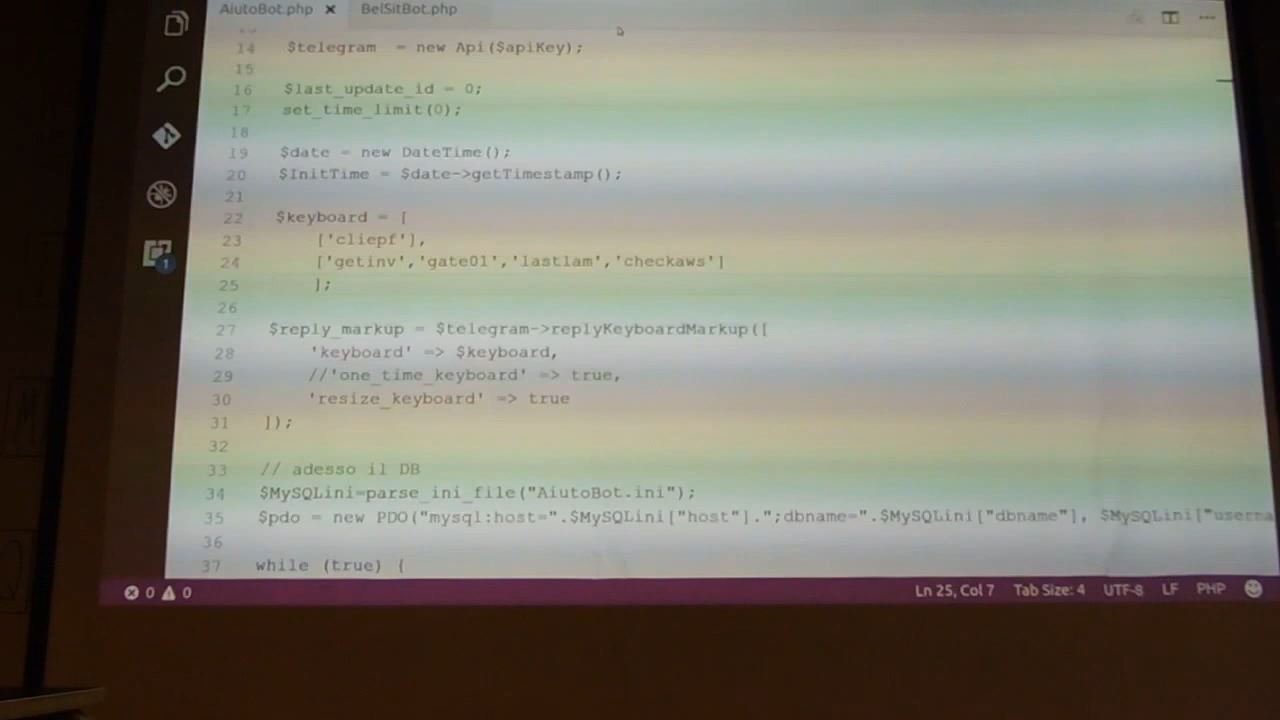 AiutoBot.php × BelSitBot.php
14 $telegram = new Api($apiKey);
15
16 $last_update_id = 0;
17 set_time_limit(0);
18
19 $date = new DateTime();
20 $InitTime = $date->getTimestamp();
21
22 $keyboard = [
23 ['cliepf'],
24 ['getinv','gate01','lastlam','checkaws']
25 ];
26
27 $reply_markup = $telegram->replyKeyboardMarkup([
28 'keyboard' => $keyboard,
29 //'one_time_keyboard' => true,
30 'resize_keyboard' => true
31 ]);
32
33 // adesso il DB
34 $MySQLini=parse_ini_file("AiutoBot.ini");
35 $pdo = new PDO("mysql:host=".$MySQLini["host"].";dbname=".$MySQLini["dbname"], $MySQLini["userna
36
37 while (true) {
1
0 0 Ln 25, Col 7 Tab Size: 4 UTF-8 LF PHP